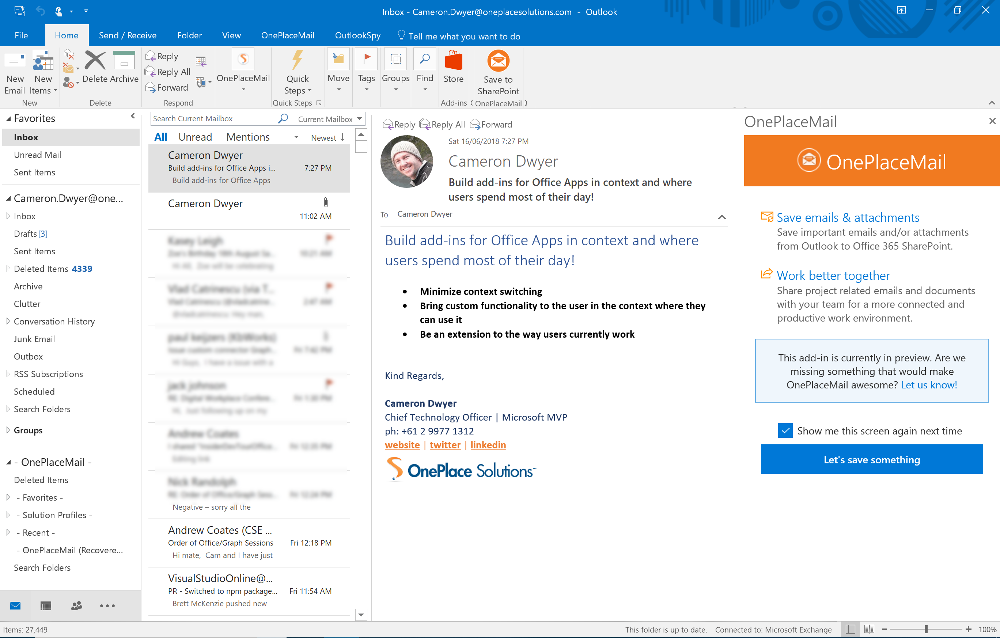 Inbox - Cameron.Dwyer@oneplacesolutions.com - Outlook
File Home Send / Receive Folder View OnePlaceMail OutlookSpy Tell me what you want to do
New Email
New Items
New
Delete
Archive
Delete
Reply
Reply All
Forward
Respond
OnePlaceMail
Quick Steps
Quick Steps
Move
Tags
Groups
Find
Store
Add-ins
Save to SharePoint
OnePlaceMail
Favorites
Inbox
Unread Mail
Sent Items
Cameron.Dwyer@one...
Inbox
Drafts [3]
Sent Items
Deleted Items 4339
Archive
Clutter
Conversation History
Junk Email
Outbox
RSS Subscriptions
Scheduled
Search Folders
Groups
- OnePlaceMail -
Deleted Items
- Favorites -
- Solution Profiles -
- Recent -
- OnePlaceMail (Recovere...
Search Folders
Search Current Mailbox Current Mailbox
All Unread Mentions Newest
Cameron Dwyer
Build add-ins for Office Apps i... 7:27 PM
Build add-ins for Office Apps
Cameron Dwyer
11:02 AM
Negative – sorry all the
Andrew Coates (CSE ...
Order of Office/Graph Sessions Fri 12:18 PM
Hi mate, Cam and I have just
VisualStudioOnline@...
PR - Switched to npm package... Fri 11:54 AM
Brett McKenzie pushed new
Reply Reply All Forward
Sat 16/06/2018 7:27 PM
Cameron Dwyer
Build add-ins for Office Apps in context and where
users spend most of their day!
To Cameron Dwyer
Build add-ins for Office Apps in context and where
users spend most of their day!
• Minimize context switching
• Bring custom functionality to the user in the context where they
can use it
• Be an extension to the way users currently work
Kind Regards,
Cameron Dwyer
Chief Technology Officer | Microsoft MVP
ph: +61 2 9977 1312
website | twitter | linkedin
OnePlace Solutions™
OnePlaceMail
OnePlaceMail
Save emails & attachments
Save important emails and/or attachments
from Outlook to Office 365 SharePoint.
Work better together
Share project related emails and documents
with your team for a more connected and
productive work environment.
This add-in is currently in preview. Are we
missing something that would make
OnePlaceMail awesome? Let us know!
Show me this screen again next time
Let's save something
Items: 27,449
This folder is up to date. Connected to: Microsoft Exchange 100%